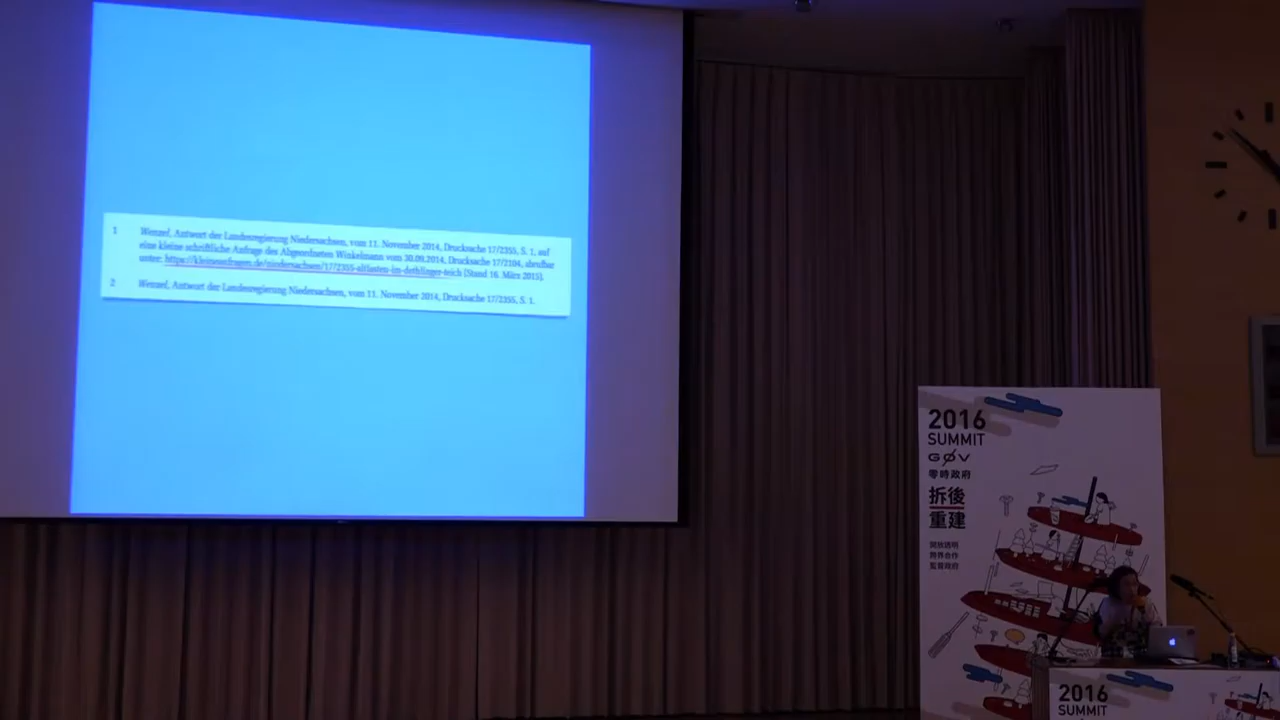 1 Wenzel, Antwort der Landesregierung Niedersachsen, vom 11. November 2014, Drucksache 17/2355, S. 1, auf
eine kleine schriftliche Anfrage des Abgeordneten Winkelmann vom 30.09.2014, Drucksache 17/2104, abrufbar
unter: https://kleineanfragen.de/niedersachsen/17/2355-altlasten-im-dethlinger-teich (Stand 16. März 2015).
2 Wenzel, Antwort der Landesregierung Niedersachsen, vom 11. November 2014, Drucksache 17/2355, S. 1.
2016
SUMMIT
GØV
零時政府
拆後
重建
開放透明
跨界合作
監督政府
2016
SUMMIT